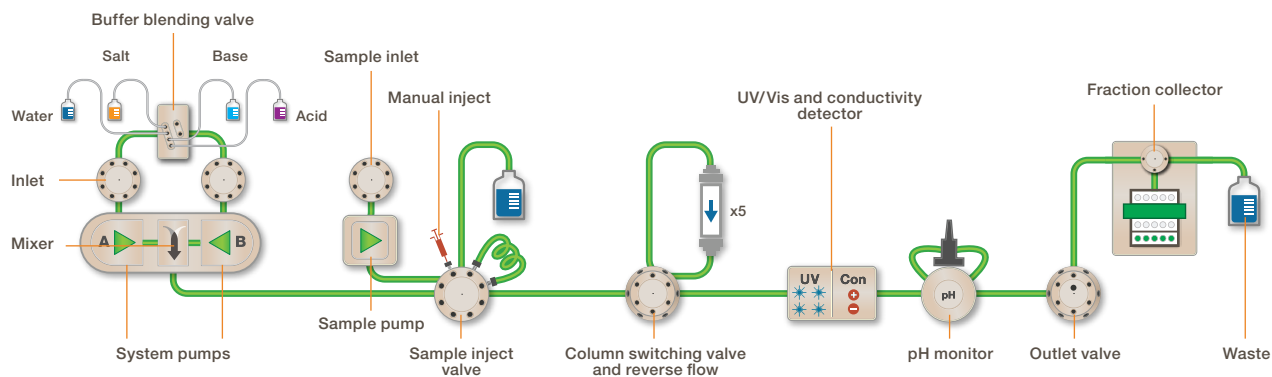 Buffer blending valve
Salt
Base
Water
Acid
Inlet
A
B
Mixer
System pumps
Sample inlet
Manual inject
Sample pump
Sample inject
valve
x5
Column switching valve
and reverse flow
UV/Vis and conductivity
detector
UV
Con
pH
pH monitor
Fraction collector
Outlet valve
Waste